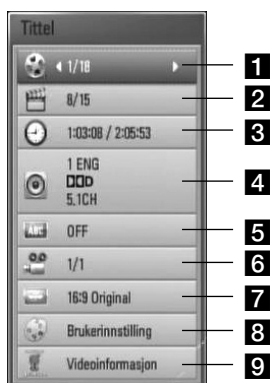 Tittel
1/18 1
8/15 2
1:03:08 / 2:05:53 3
1 ENG
D 4
5.1CH
OFF 5
1/1 6
16:9 Original 7
Brukerinnstilling 8
Videoinformasjon 9